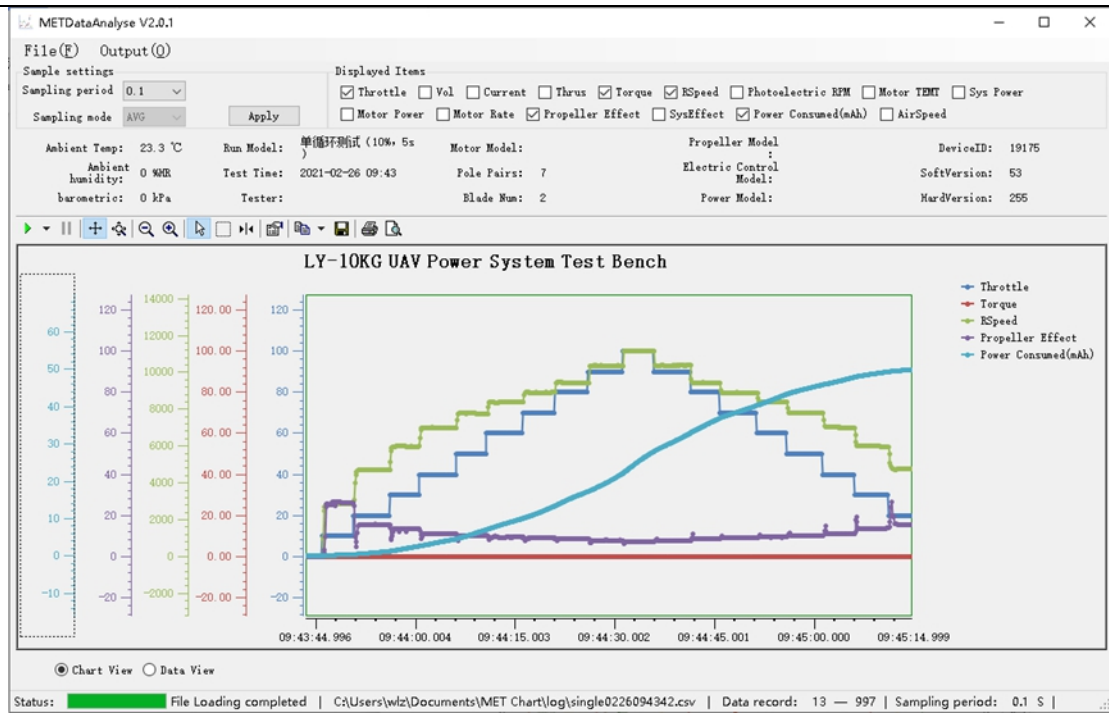 METDataAnalyse V2.0.1
File(F) Output(O)
Sample settings
Sampling period 0.1
Sampling mode AVG Apply
Displayed Items
Throttle Vol Current Thrus Torque RSpeed Photoelectric RPM Motor TEMT Sys Power
Motor Power Motor Rate Propeller Effect SysEffect Power Consumed(mAh) AirSpeed
Ambient Temp: 23.3 ℃ Run Model: 单循环测试（10%，5s
) Motor Model: Propeller Model
: DeviceID: 19175
Ambient
humidity: 0 %HR Test Time: 2021-02-26 09:43 Pole Pairs: 7 Electric Control
Model: SoftVersion: 53
barometric: 0 kPa Tester: Blade Num: 2 Power Model: HardVersion: 255
LY-10KG UAV Power System Test Bench
60
50
40
30
20
10
0
-10
120
100
80
60
40
20
0
-20
14000
12000
10000
8000
6000
4000
2000
0
-2000
120.00
100.00
80.00
60.00
40.00
20.00
0.00
-20.00
120
100
80
60
40
20
0
-20
Throttle
Torque
RSpeed
Propeller Effect
Power Consumed(mAh)
09:43:44.996 09:44:00.004 09:44:15.003 09:44:30.002 09:44:45.001 09:45:00.000 09:45:14.999
Chart View Data View
Status: File Loading completed | C:\Users\wlz\Documents\MET Chart\log\single0226094342.csv | Data record: 13 — 997 | Sampling period: 0.1 S |